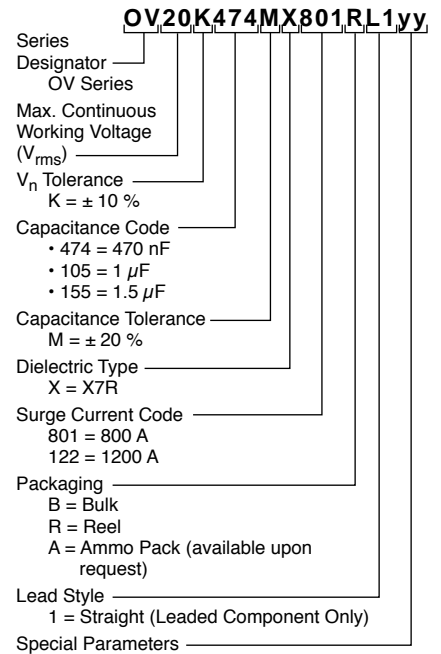 OV20K474MX801RL1yy
Series
Designator
OV Series
Max. Continuous
Working Voltage
(Vrms)
Vn Tolerance
K = ± 10 %
Capacitance Code
• 474 = 470 nF
• 105 = 1 µF
• 155 = 1.5 µF
Capacitance Tolerance
M = ± 20 %
Dielectric Type
X = X7R
Surge Current Code
801 = 800 A
122 = 1200 A
Packaging
B = Bulk
R = Reel
A = Ammo Pack (available upon
request)
Lead Style
1 = Straight (Leaded Component Only)
Special Parameters